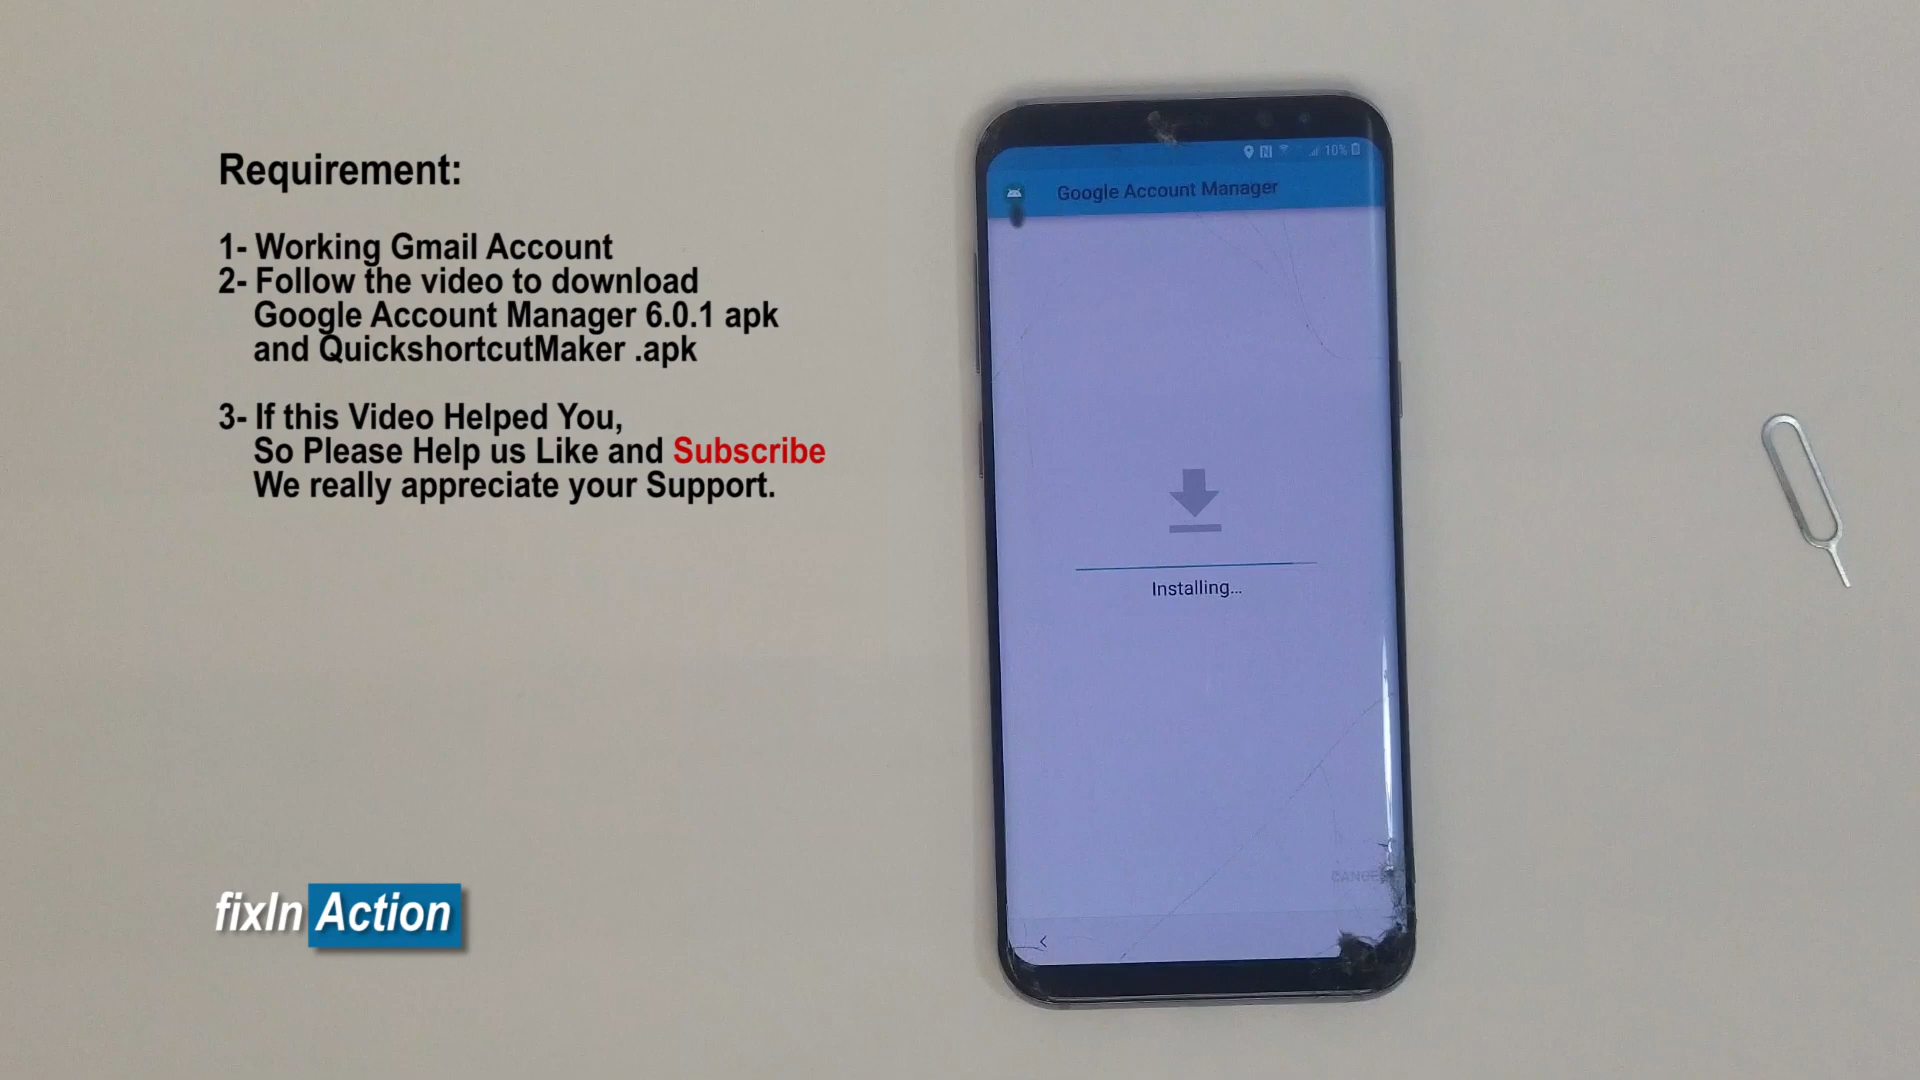 Requirement:
1- Working Gmail Account
2- Follow the video to download
Google Account Manager 6.0.1 apk
and QuickshortcutMaker .apk
3- If this Video Helped You,
So Please Help us Like and Subscribe
We really appreciate your Support.
fixIn Action
10%
Google Account Manager
Installing...
CANCEL